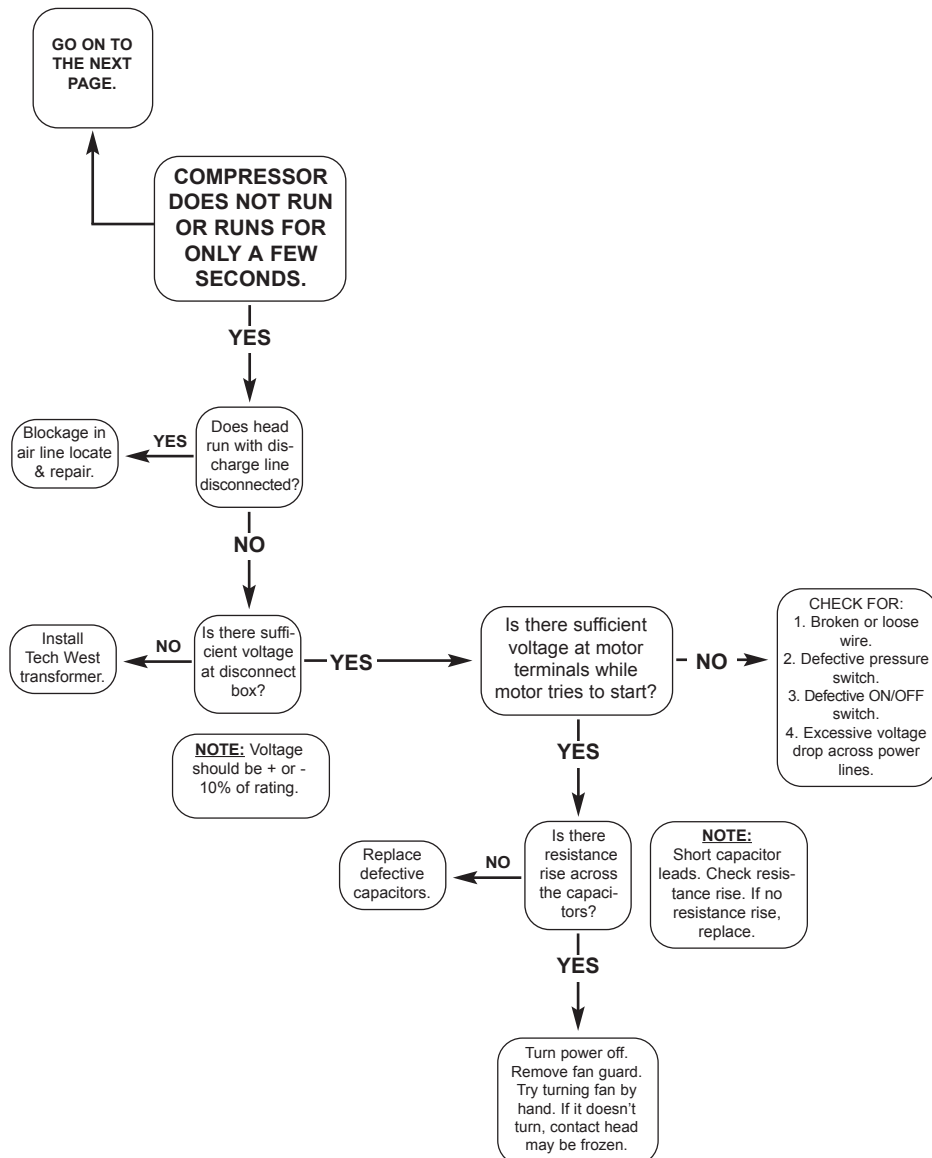 GO ON TO
THE NEXT
PAGE.
COMPRESSOR
DOES NOT RUN
OR RUNS FOR
ONLY A FEW
SECONDS.
YES
Does head
run with dis-
charge line
disconnected?
YES
Blockage in
air line locate
& repair.
NO
Is there suffi-
cient voltage
at disconnect
box?
NO
Install
Tech West
transformer.
NOTE: Voltage
should be + or -
10% of rating.
YES
Is there sufficient
voltage at motor
terminals while
motor tries to start?
NO
CHECK FOR:
1. Broken or loose
wire.
2. Defective pressure
switch.
3. Defective ON/OFF
switch.
4. Excessive voltage
drop across power
lines.
YES
Is there
resistance
rise across
the capaci-
tors?
NO
Replace
defective
capacitors.
NOTE:
Short capacitor
leads. Check resis-
tance rise. If no
resistance rise,
replace.
YES
Turn power off.
Remove fan guard.
Try turning fan by
hand. If it doesn't
turn, contact head
may be frozen.